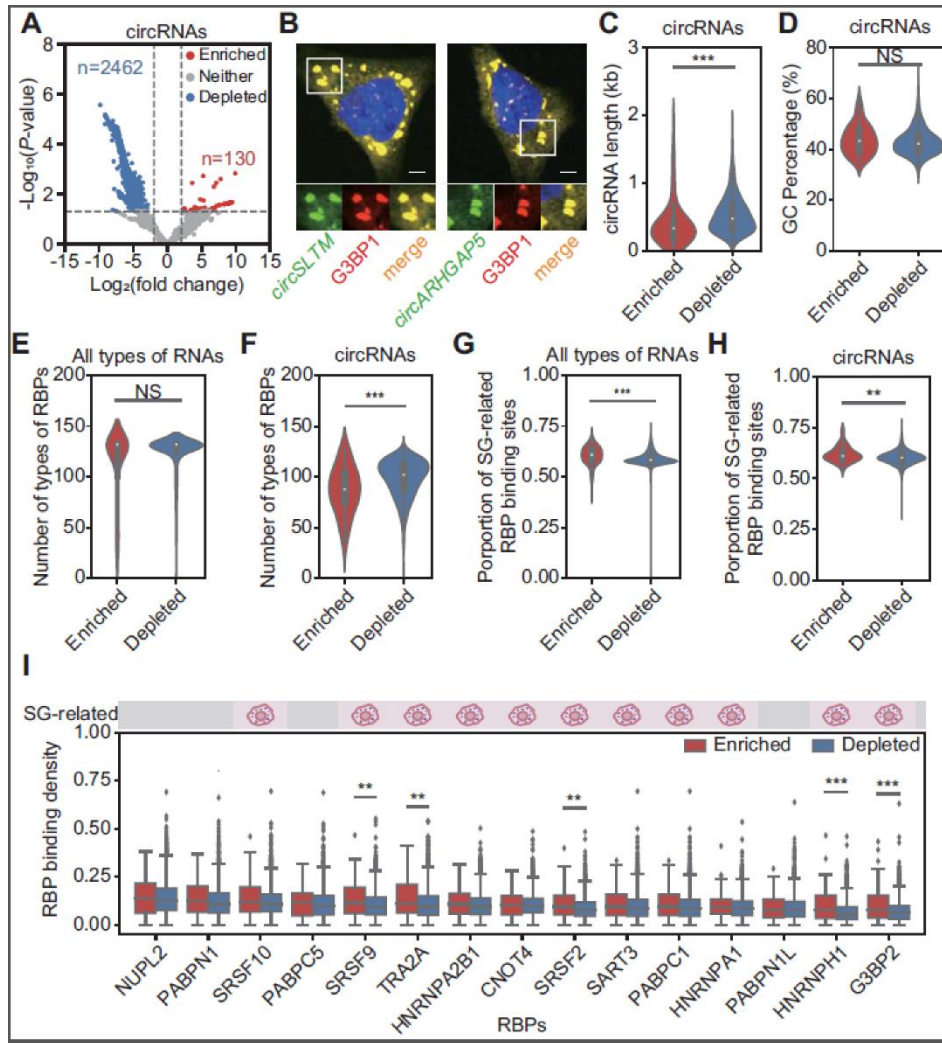 A
circRNAs
-Log₁₀(P-value)
8
6
4
2
0
n=2462
Enriched
Neither
Depleted
n=130
-15 -10 -5 0 5 10 15
Log₂(fold change)
B
circSLTM
G3BP1
merge
circARHGAP5
G3BP1
merge
C
circRNAs
circRNA length (kb)
3
2
1
0
***
Enriched
Depleted
D
circRNAs
GC Percentage (%)
80
60
40
20
0
NS
Enriched
Depleted
E
All types of RNAs
Number of types of RBPs
200
150
100
50
0
NS
Enriched
Depleted
F
circRNAs
Number of types of RBPs
200
150
100
50
0
***
Enriched
Depleted
G
All types of RNAs
Porportion of SG-related
RBP binding sites
1.00
0.75
0.50
0.25
0.00
***
Enriched
Depleted
H
circRNAs
Porportion of SG-related
RBP binding sites
1.00
0.75
0.50
0.25
0.00
**
Enriched
Depleted
I
SG-related
RBP binding density
1.00
0.75
0.50
0.25
0.00
Enriched Depleted
** ** ** *** ***
NUPL2
PABPN1
SRSF10
PABPC5
SRSF9
TRA2A
HNRNPA2B1
CNOT4
SRSF2
SART3
PABPC1
HNRNPA1
PABPN1L
HNRNPH1
G3BP2
RBPs